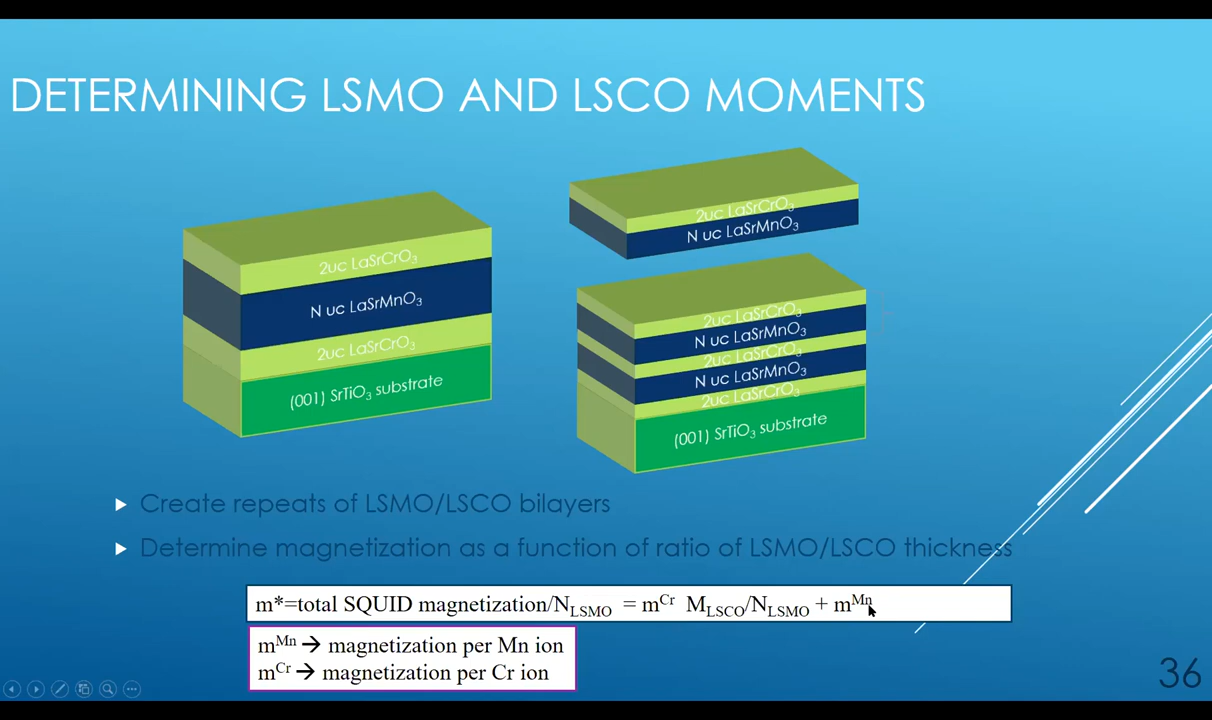 DETERMINING LSMO AND LSCO MOMENTS
2uc LaSrCrO₃
N uc LaSrMnO₃
2uc LaSrCrO₃
(001) SrTiO₃ substrate
2uc LaSrCrO₃
N uc LaSrMnO₃
2uc LaSrCrO₃
N uc LaSrMnO₃
2uc LaSrCrO₃
N uc LaSrMnO₃
2uc LaSrCrO₃
(001) SrTiO₃ substrate
Create repeats of LSMO/LSCO bilayers
Determine magnetization as a function of ratio of LSMO/LSCO thickness
m*=total SQUID magnetization/N_LSMO = m^Cr M_LSCO/N_LSMO + m^Mn
m^Mn → magnetization per Mn ion
m^Cr → magnetization per Cr ion
36